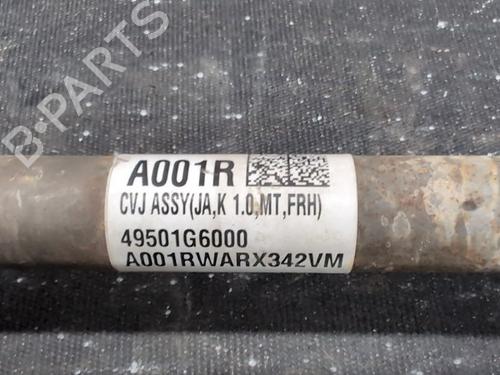 B-PARTS
A001R
CVJ ASSY(JA,K 1.0,MT,FRH)
49501G6000
A001RWARX342VM